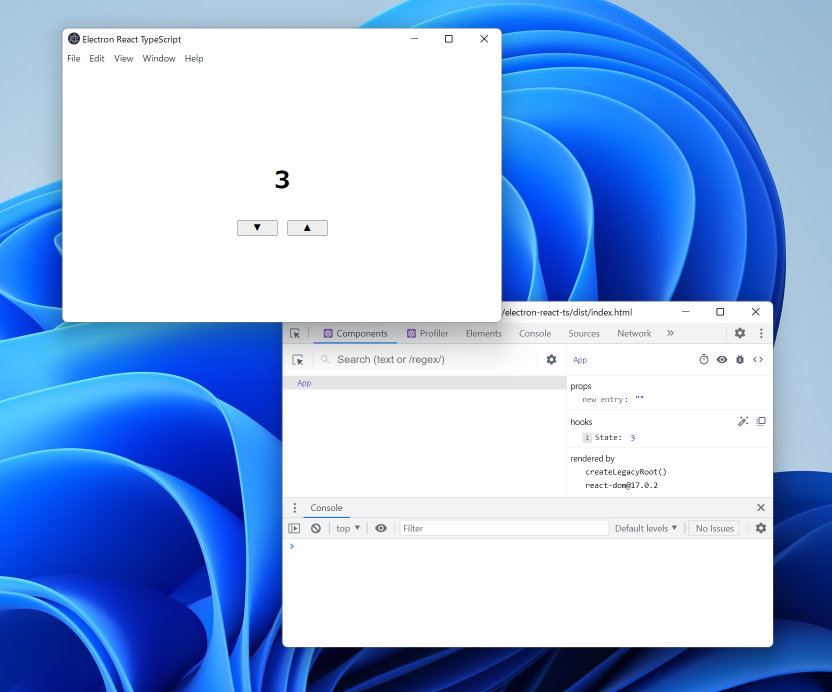 Electron React TypeScript
File Edit View Window Help
3
▼ ▲
/electron-react-ts/dist/index.html
Components Profiler Elements Console Sources Network »
Search (text or /regex/)
App
App
props
new entry: ""
hooks
1 State: 3
rendered by
createLegacyRoot()
react-dom@17.0.2
Console
top ▼ Filter Default levels ▼ No Issues
>